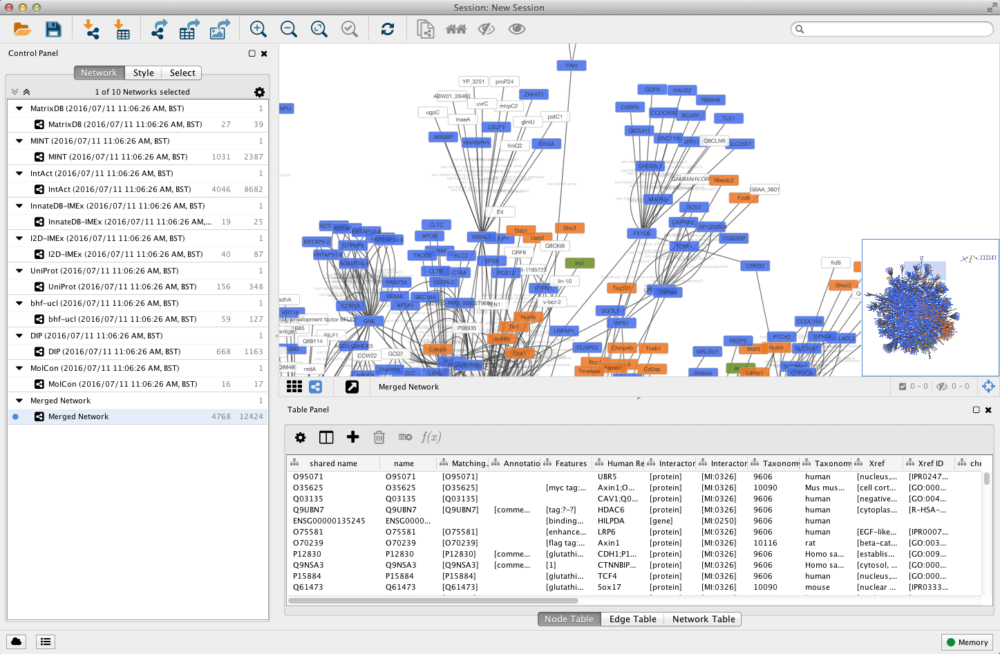 Session: New Session
Control Panel
Network Style Select
1 of 10 Networks selected
MatrixDB (2016/07/11 11:06:26 AM, BST) 1
MatrixDB (2016/07/11 11:06:26 AM, BST) 27 39
MINT (2016/07/11 11:06:26 AM, BST) 1
MINT (2016/07/11 11:06:26 AM, BST) 1031 2387
IntAct (2016/07/11 11:06:26 AM, BST) 1
IntAct (2016/07/11 11:06:26 AM, BST) 4046 8682
InnateDB-IMEx (2016/07/11 11:06:26 AM, BST) 1
InnateDB-IMEx (2016/07/11 11:06:26 AM,... 19 25
I2D-IMEx (2016/07/11 11:06:26 AM, BST) 1
I2D-IMEx (2016/07/11 11:06:26 AM, BST) 40 87
UniProt (2016/07/11 11:06:26 AM, BST) 1
UniProt (2016/07/11 11:06:26 AM, BST) 156 348
bhf-ucl (2016/07/11 11:06:26 AM, BST) 1
bhf-ucl (2016/07/11 11:06:26 AM, BST) 59 127
DIP (2016/07/11 11:06:26 AM, BST) 1
DIP (2016/07/11 11:06:26 AM, BST) 668 1163
MolCon (2016/07/11 11:06:26 AM, BST) 1
MolCon (2016/07/11 11:06:26 AM, BST) 16 17
Merged Network 1
Merged Network 4768 12424
PAH
YP_3251 proP24
ABW01_28480 ZNHIT3
uvrC mhpC2
ugpC maeA glmU pstC1
CELF1
ABI3BP HNRNPH1 fimD2 IDH3A
GDF9 HAUS2
RBM48
C4BPA CCDC90B BCAR1 TLE1
Q6ZUH1 UNC119 GPR10 Q8CLN8 SLC35E1
CREB3L1
GAMMAHV.OR Mesdc2
GBAA_3601
MAPK6 Fzd8
SOST
CAPRIN2
FXYD6 ITGB3BP
TERF1
CREB3
E4
CLTC
APOB
MBNL1 Dab1 Shc3
Dab2
Q8CKI8
ORF8
KRTAP10-8
KRTAP9-2 KRTAP10-9
GTPBP3
ADAMTSL4
TACC3 KLC2 EPS8
CLTB RGS12
Irs1
lin-10
FAM73A CD99L2
RBM4 SEC16A
CDK18 AP2A1
v-bcl-2
Numb
KRT18
GNE P06935 Tln1
1B85
Q69114 RILF1
CCW22 GCD7 Cebpb Dok1
nrdA THAP10 CBX5
Tsg101 TRPM4
SGOL1
WFS1
LRPAP1
DUSP23 Chmp4b Tceb1
Timeless Papss1 Cd2ap
fldB
Shoc2
CCDC155
REEP5 PTCH2 SYNE4
MALSU1 Wdr5 Ncstn SLC33A1
ANXA4 Lamp1 CYP2C8
Merged Network 0 - 0 0 - 0
Table Panel
f(x)
shared name name Matching. Annotatio Features Human Re Interactor Interactor Taxonomy Taxonomy Xref Xref ID che
O95071 O95071 [O95071] UBR5 [protein] [MI:0326] 9606 human [nucleus,... [IPR0247...
O35625 O35625 [O35625] [myc tag:... Axin1;O... [protein] [MI:0326] 10090 Mus mus... [cell cort... [GO:000...
Q03135 Q03135 [Q03135] CAV1;Q0... [protein] [MI:0326] 9606 human [negative... [GO:004...
Q9UBN7 Q9UBN7 [Q9UBN7] [comme... [tag:?-?] HDAC6 [protein] [MI:0326] 9606 human [cytoplas... [R-HSA-...
ENSG00000135245 ENSG0000... [binding... HILPDA [gene] [MI:0250] 9606 human
O75581 O75581 [O75581] [enhance... LRP6 [protein] [MI:0326] 9606 human [EGF-like... [IPR0007...
O70239 O70239 [O70239] [flag tag:... Axin1 [protein] [MI:0326] 10116 rat [beta-cat... [GO:003...
P12830 P12830 [P12830] [comme... [glutathi... CDH1;P1... [protein] [MI:0326] 9606 Homo sa... [establis... [GO:009...
Q9NSA3 Q9NSA3 [Q9NSA3] [comme... [1] CTNNBIP... [protein] [MI:0326] 9606 Homo sa... [cytosol, ... [GO:000...
P15884 P15884 [P15884] [glutathi... TCF4 [protein] [MI:0326] 9606 human [nucleus,... [GO:000...
Q61473 Q61473 [Q61473] [glutathi... Sox17 [protein] [MI:0326] 10090 mouse [nuclear ... [IPR0333...
Node Table Edge Table Network Table
Memory